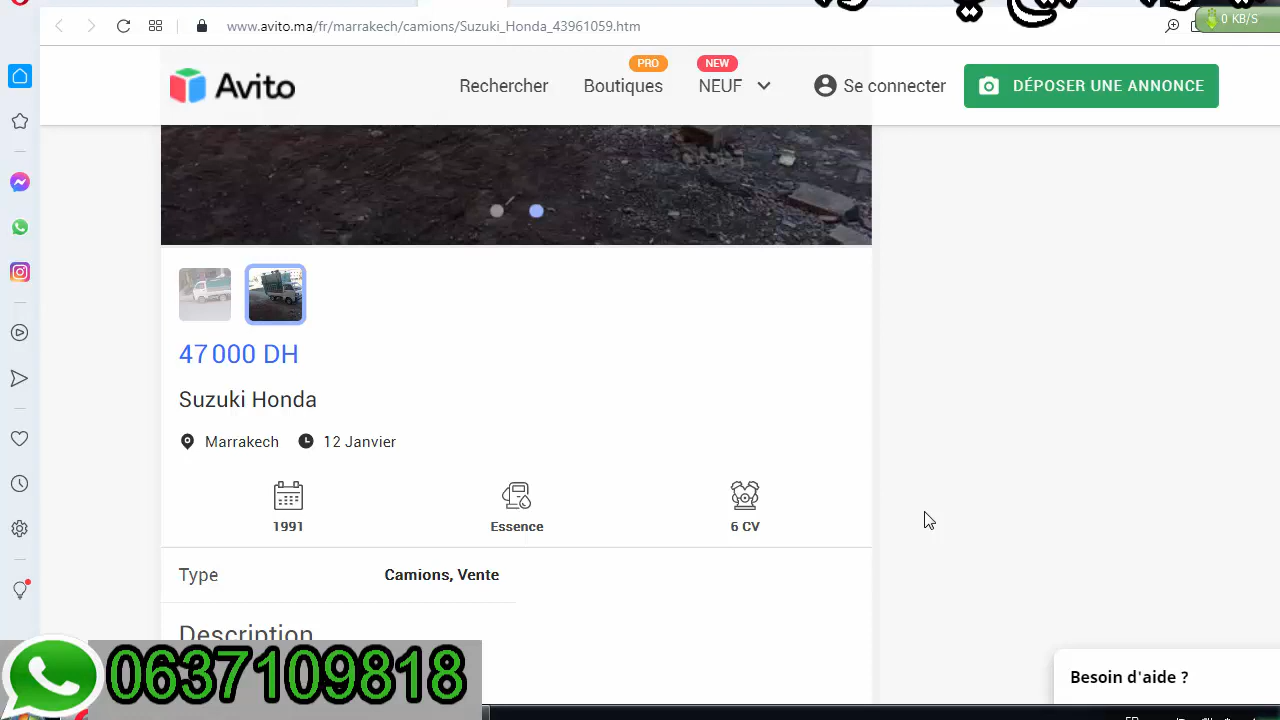 www.avito.ma/fr/marrakech/camions/Suzuki_Honda_43961059.htm
0 KB/S
Avito
Rechercher
PRO
Boutiques
NEW
NEUF
Se connecter
DÉPOSER UNE ANNONCE
47 000 DH
Suzuki Honda
Marrakech
12 Janvier
1991
Essence
6 CV
Type
Camions, Vente
Description
0637109818
Besoin d'aide ?